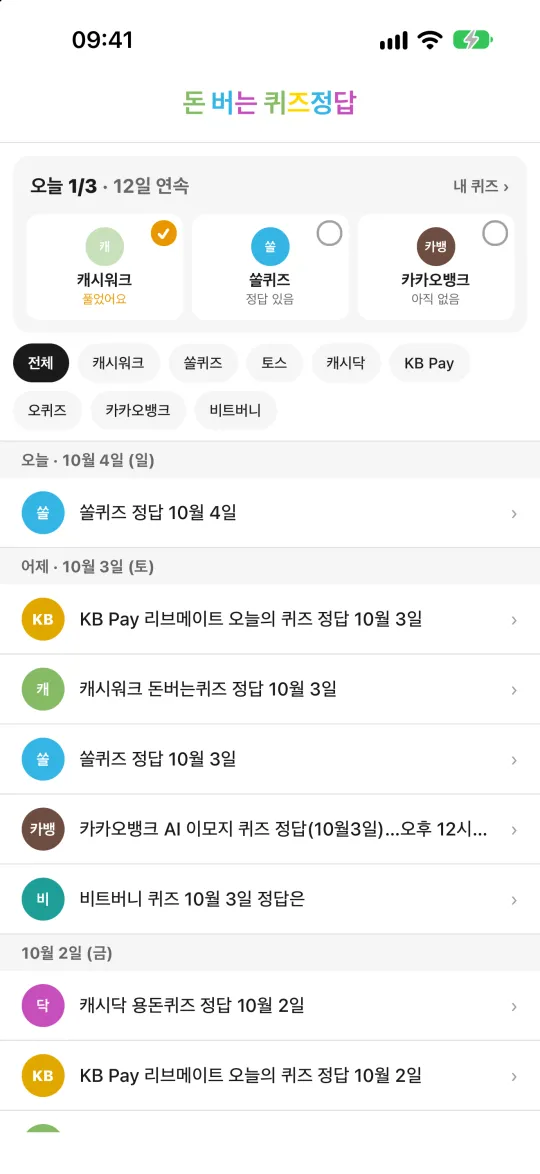 09:41
돈 버는 퀴즈정답
오늘 1/3 · 12일 연속
내 퀴즈 ›
캐
캐시워크
풀었어요
쏠
쏠퀴즈
정답 있음
카뱅
카카오뱅크
아직 없음
전체
캐시워크
쏠퀴즈
토스
캐시닥
KB Pay
오퀴즈
카카오뱅크
비트버니
오늘 · 10월 4일 (일)
쏠
쏠퀴즈 정답 10월 4일
어제 · 10월 3일 (토)
KB
KB Pay 리브메이트 오늘의 퀴즈 정답 10월 3일
캐
캐시워크 돈버는퀴즈 정답 10월 3일
쏠
쏠퀴즈 정답 10월 3일
카뱅
카카오뱅크 AI 이모지 퀴즈 정답(10월3일)...오후 12시...
비
비트버니 퀴즈 10월 3일 정답은
10월 2일 (금)
닥
캐시닥 용돈퀴즈 정답 10월 2일
KB
KB Pay 리브메이트 오늘의 퀴즈 정답 10월 2일